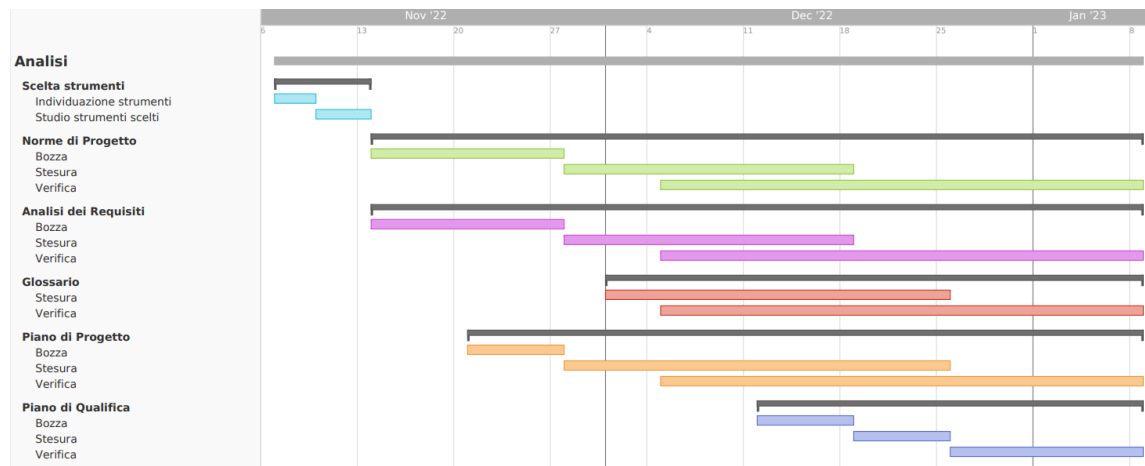 Nov '22 Dec '22 Jan '23
6 13 20 27 4 11 18 25 1 8
Analisi
Scelta strumenti
Individuazione strumenti
Studio strumenti scelti
Norme di Progetto
Bozza
Stesura
Verifica
Analisi dei Requisiti
Bozza
Stesura
Verifica
Glossario
Stesura
Verifica
Piano di Progetto
Bozza
Stesura
Verifica
Piano di Qualifica
Bozza
Stesura
Verifica